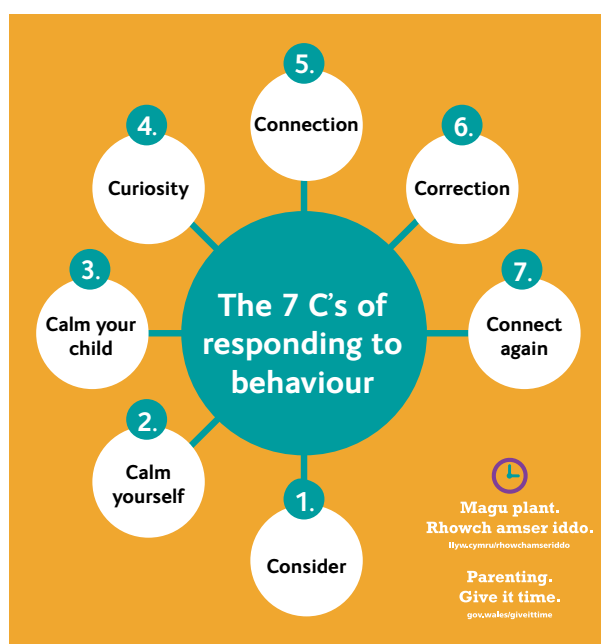 The 7 C's of
responding to
behaviour
1.
Consider
2.
Calm
yourself
3.
Calm your
child
4.
Curiosity
5.
Connection
6.
Correction
7.
Connect
again
Magu plant.
Rhowch amser iddo.
llyw.cymru/rhowchamseriddo
Parenting.
Give it time.
gov.wales/giveittime